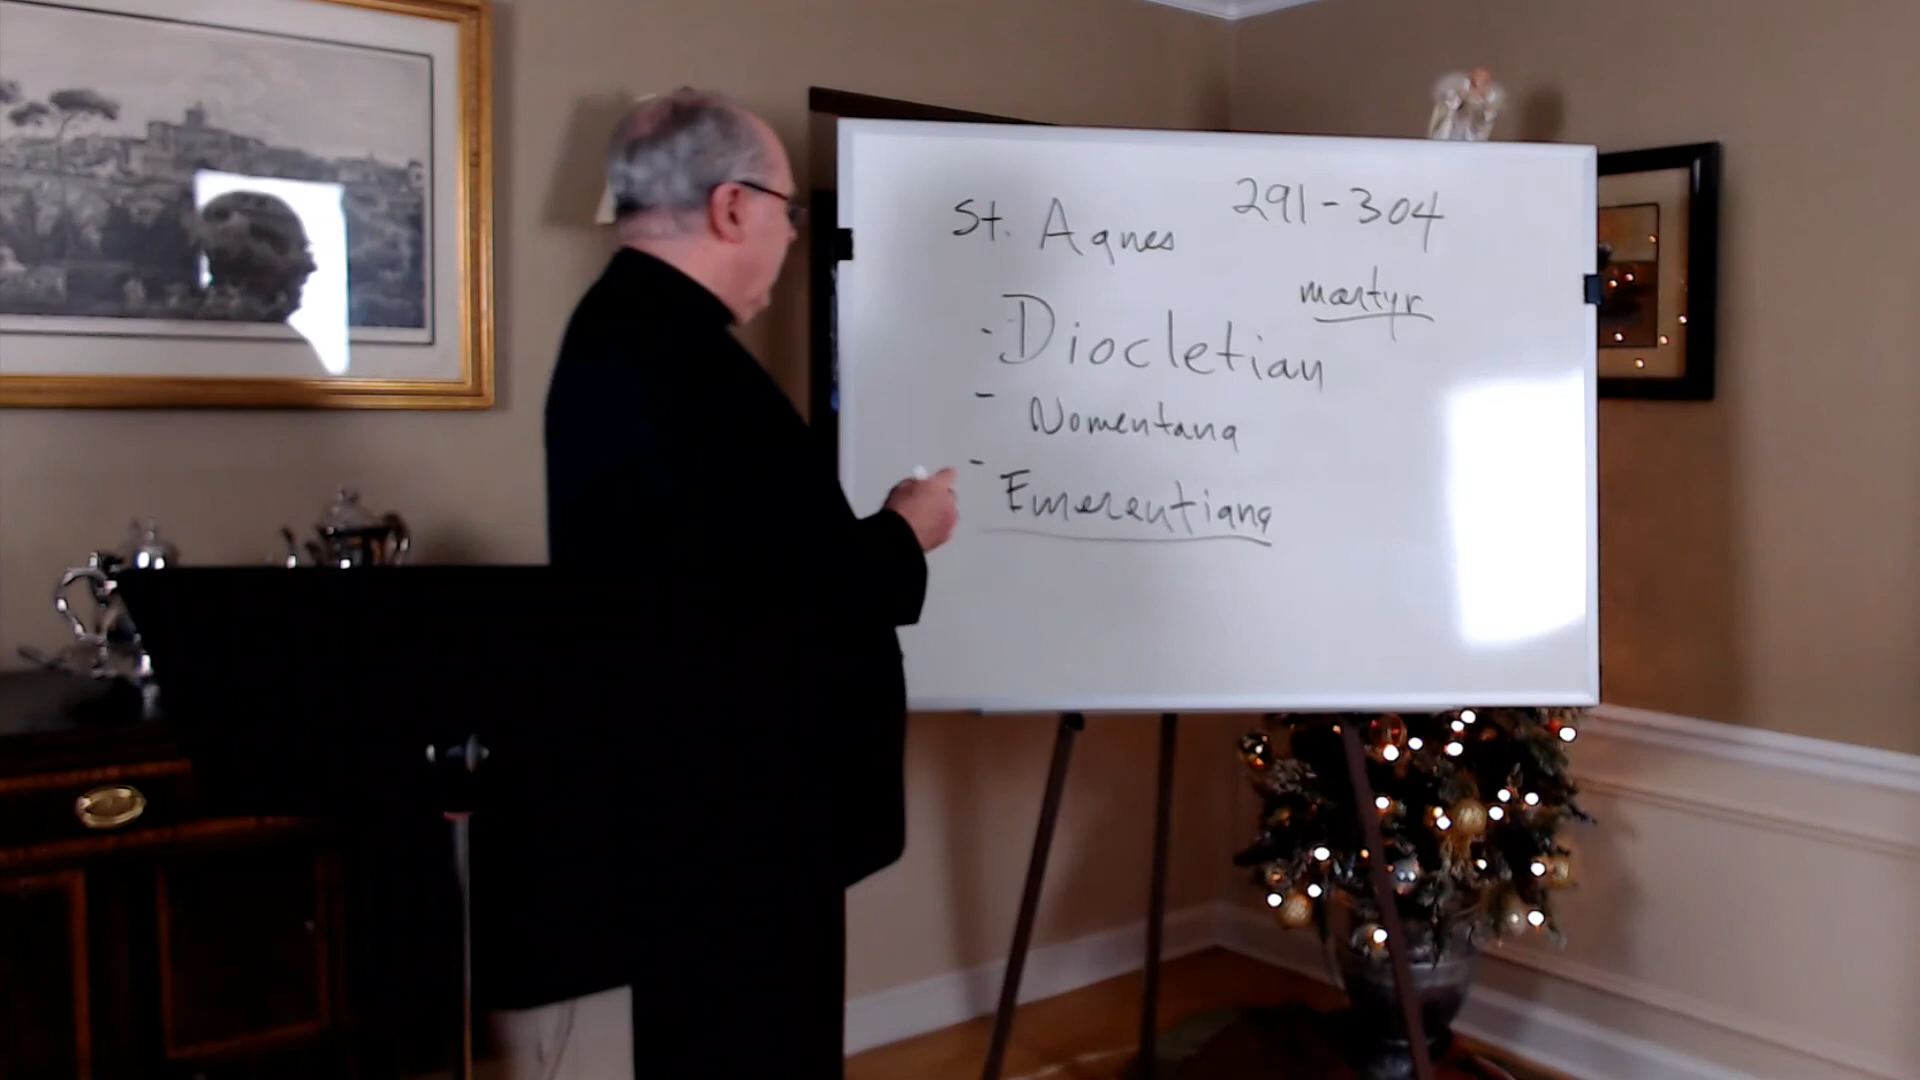 St. Agnes 291-304
martyr
- Diocletian
- Nomentana
- Emerentiana